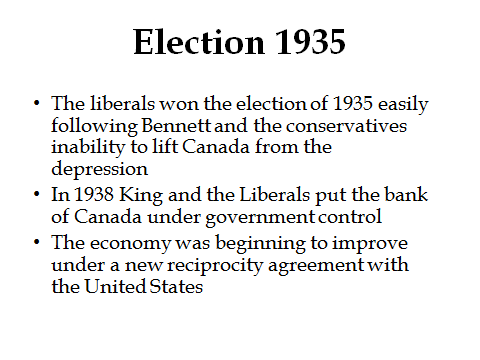 Election 1935
• The liberals won the election of 1935 easily
following Bennett and the conservatives
inability to lift Canada from the
depression
• In 1938 King and the Liberals put the bank
of Canada under government control
• The economy was beginning to improve
under a new reciprocity agreement with
the United States